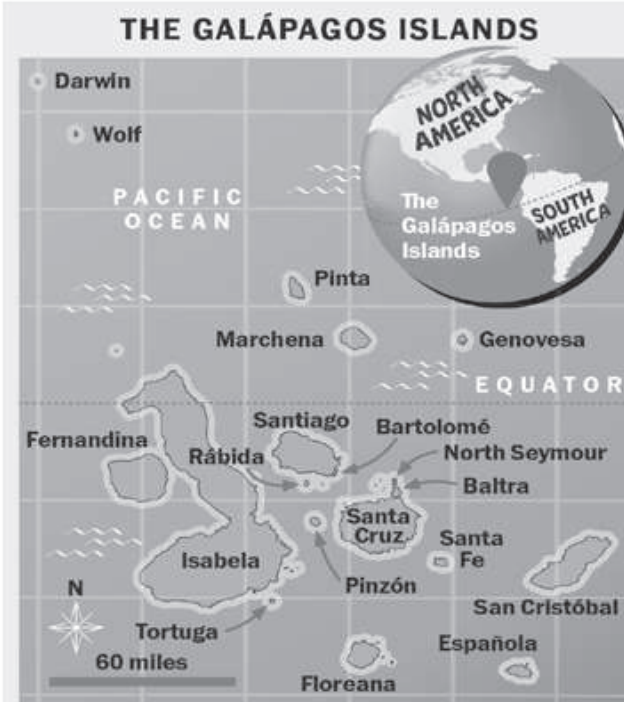 THE GALÁPAGOS ISLANDS
Darwin
Wolf
PACIFIC
OCEAN
NORTH
AMERICA
The
Galápagos
Islands
SOUTH
AMERICA
Pinta
Marchena
Genovesa
EQUATOR
Santiago
Bartolomé
Fernandina
Rábida
North Seymour
Baltra
Santa
Cruz
Santa
Fe
Isabela
Pinzón
N
San Cristóbal
Tortuga
Española
60 miles
Floreana